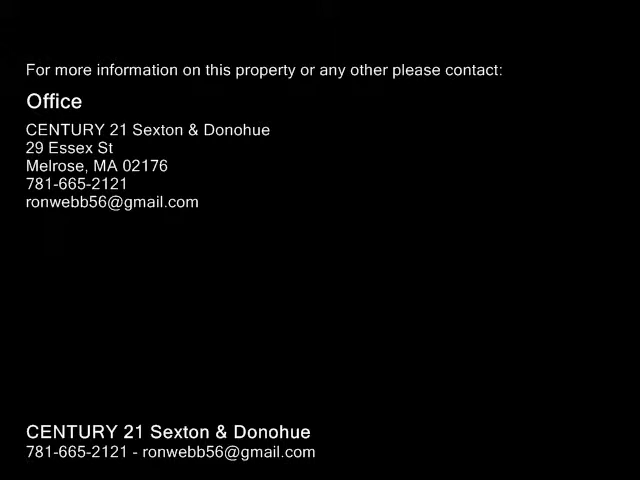 For more information on this property or any other please contact:
Office
CENTURY 21 Sexton & Donohue
29 Essex St
Melrose, MA 02176
781-665-2121
ronwebb56@gmail.com
CENTURY 21 Sexton & Donohue
781-665-2121 - ronwebb56@gmail.com